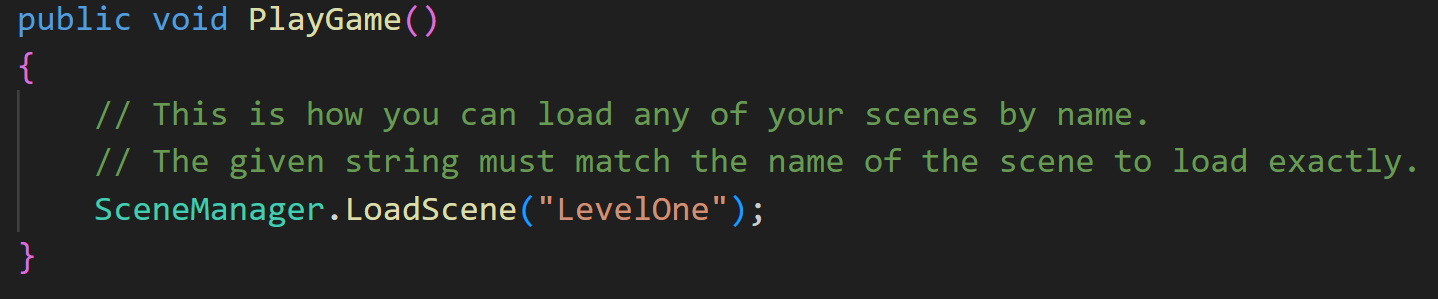 public void PlayGame()
{
    // This is how you can load any of your scenes by name.
    // The given string must match the name of the scene to load exactly.
    SceneManager.LoadScene("LevelOne");
}